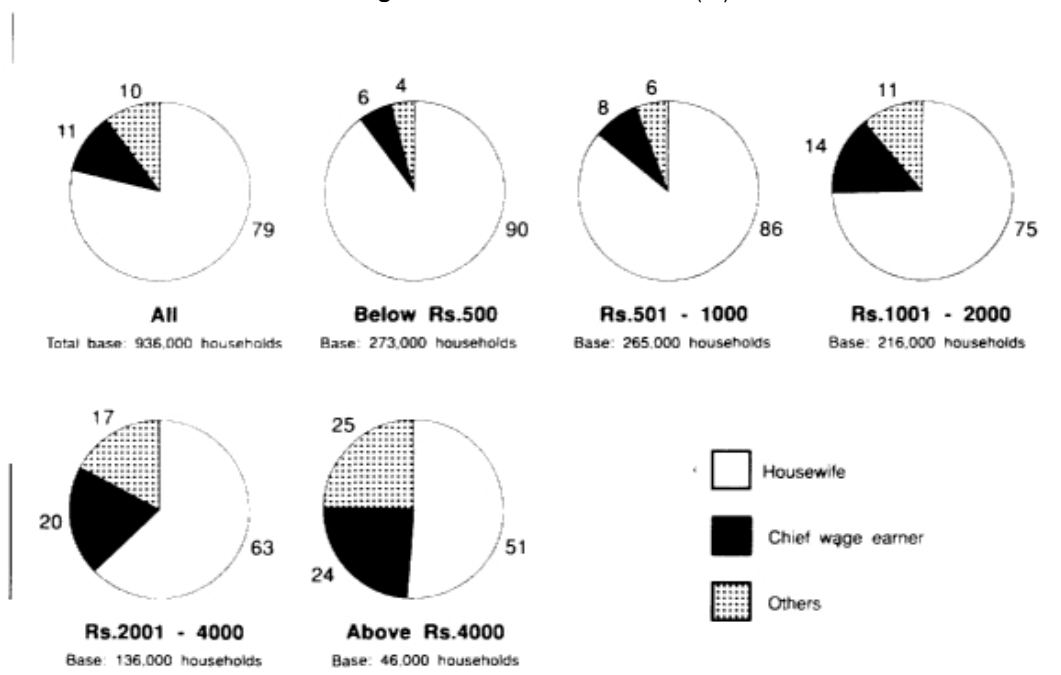 10
11
79
All
Total base: 936,000 households
4
6
90
Below Rs.500
Base: 273,000 households
6
8
86
Rs.501 - 1000
Base: 265,000 households
11
14
75
Rs.1001 - 2000
Base: 216,000 households
17
20
63
Rs.2001 - 4000
Base: 136,000 households
25
24
51
Above Rs.4000
Base: 46,000 households
Housewife
Chief wage earner
Others